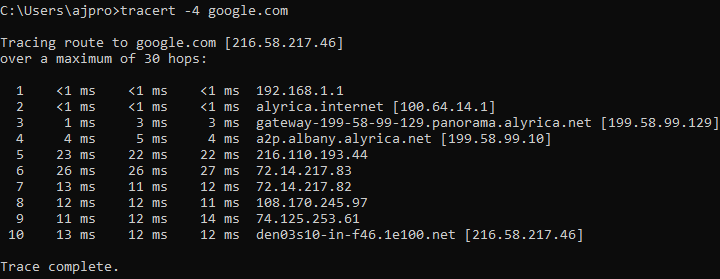 C:\Users\ajpro>tracert -4 google.com
Tracing route to google.com [216.58.217.46]
over a maximum of 30 hops:
1 <1 ms <1 ms <1 ms 192.168.1.1
2 <1 ms <1 ms <1 ms alyrica.internet [100.64.14.1]
3 1 ms 3 ms 3 ms gateway-199-58-99-129.panorama.alyrica.net [199.58.99.129]
4 4 ms 5 ms 4 ms a2p.albany.alyrica.net [199.58.99.10]
5 23 ms 22 ms 22 ms 216.110.193.44
6 26 ms 26 ms 27 ms 72.14.217.83
7 13 ms 11 ms 12 ms 72.14.217.82
8 12 ms 12 ms 11 ms 108.170.245.97
9 11 ms 12 ms 14 ms 74.125.253.61
10 13 ms 12 ms 12 ms den03s10-in-f46.1e100.net [216.58.217.46]
Trace complete.